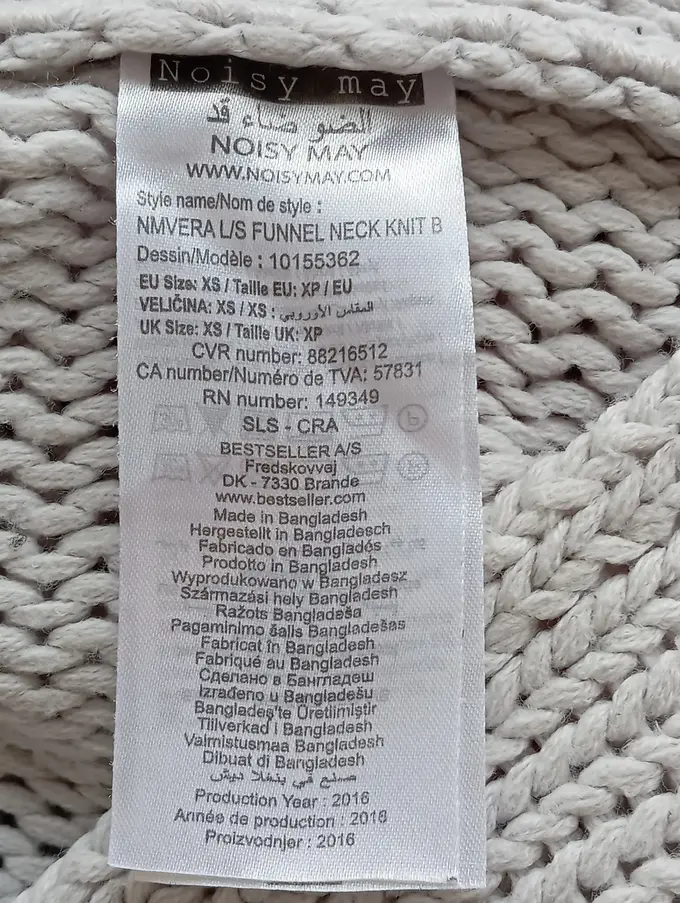 Noisy may
الضو ضاء قد
NOISY MAY
WWW.NOISYMAY.COM
Style name/Nom de style :
NMVERA L/S FUNNEL NECK KNIT B
Dessin/Modèle : 10155362
EU Size: XS / Taille EU: XP / EU
VELIČINA: XS / XS : المقاس الأوروبي
UK Size: XS / Taille UK: XP
CVR number: 88216512
CA number/Numéro de TVA: 57831
RN number: 149349
SLS - CRA
BESTSELLER A/S
Fredskovvej
DK - 7330 Brande
www.bestseller.com
Made in Bangladesh
Hergestellt in Bangladesch
Fabricado en Bangladés
Prodotto in Bangladesh
Wyprodukowano w Bangladesz
Származási hely Banglades
Ražots Bangladeša
Pagaminimo šalis Bangladešas
Fabricat în Bangladesh
Fabriqué au Bangladesh
Сделано в Бангладеш
Izrađeno u Bangladešu
Bangladeş'te Üretilmiştir
Tillverkad i Bangladesh
Valmistusmaa Bangladesh
Dibuat di Bangladesh
صنع في بنغلا ديش
Production Year : 2016
Année de production : 2016
Proizvodnjer : 2016